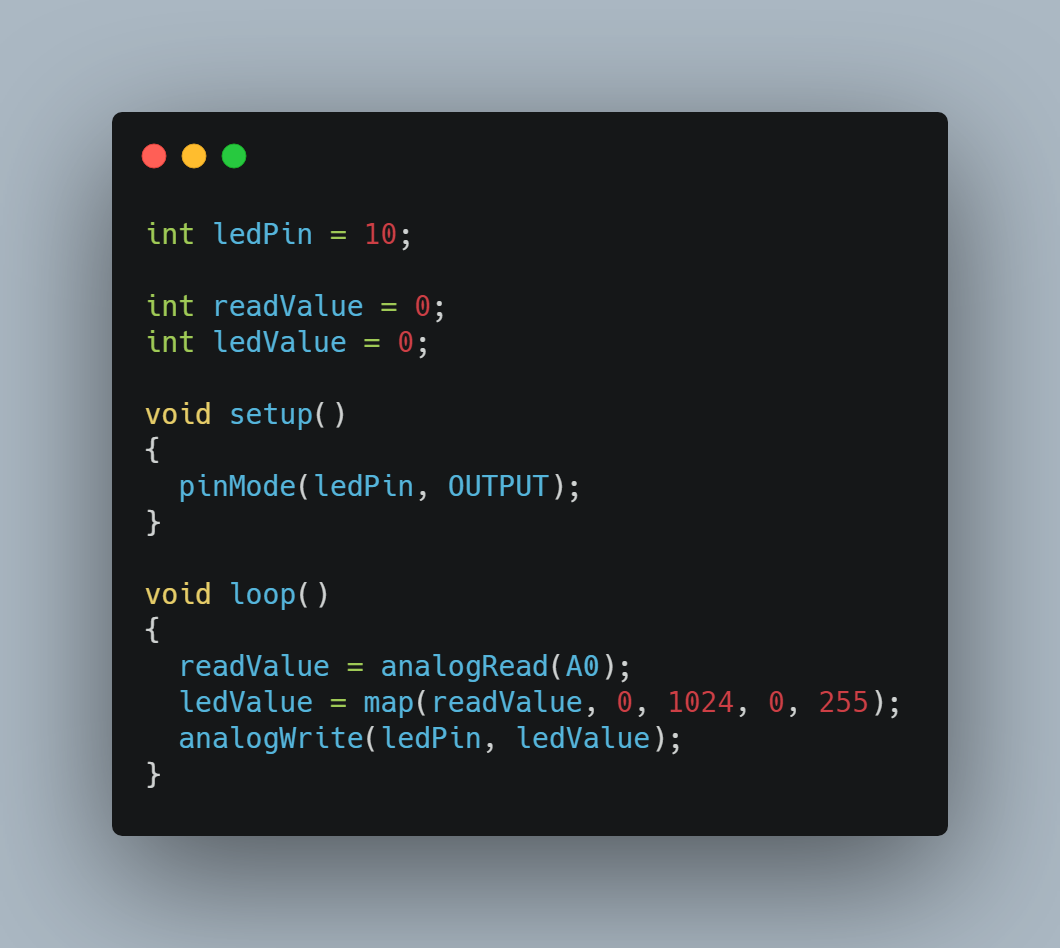 int ledPin = 10;
int readValue = 0;
int ledValue = 0;
void setup()
{
  pinMode(ledPin, OUTPUT);
}
void loop()
{
  readValue = analogRead(A0);
  ledValue = map(readValue, 0, 1024, 0, 255);
  analogWrite(ledPin, ledValue);
}